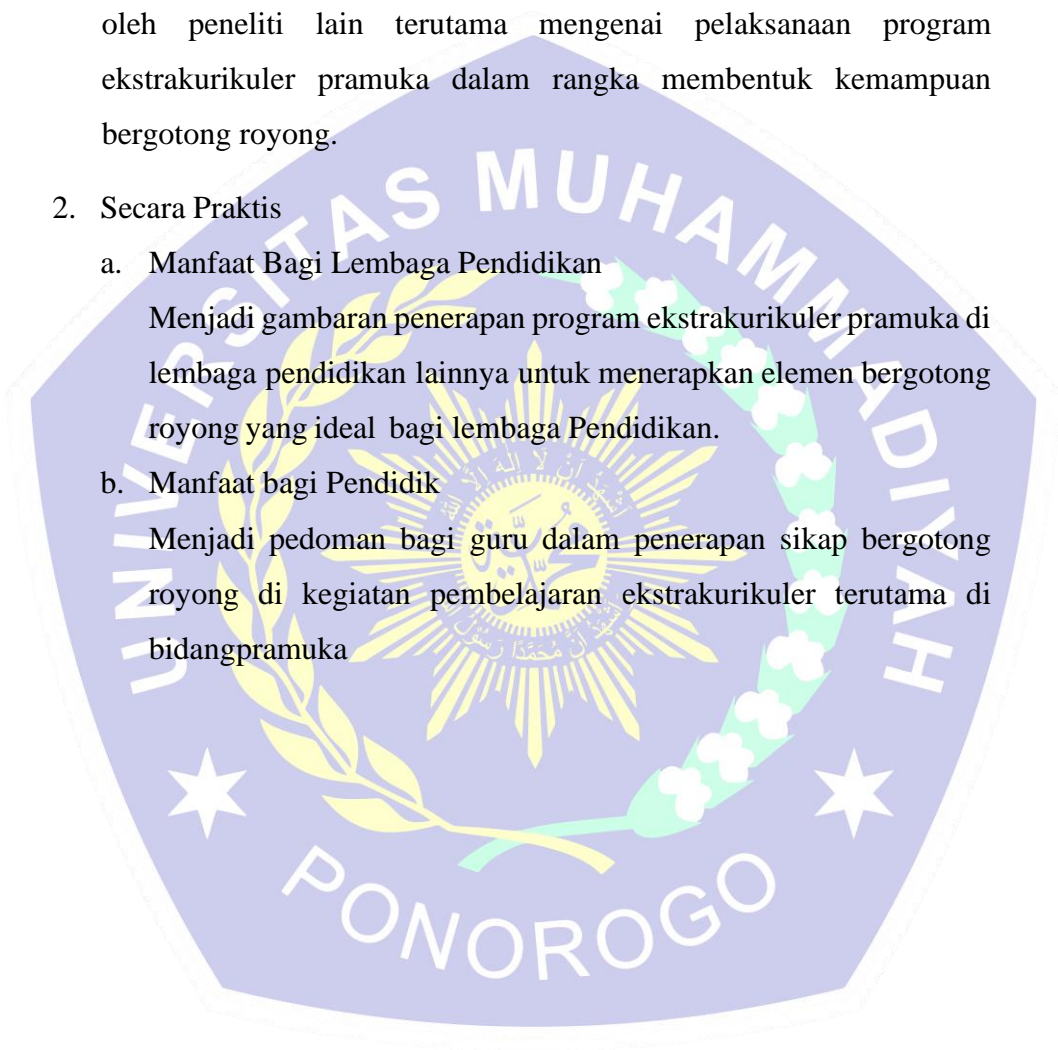 oleh peneliti lain terutama mengenai pelaksanaan program
ekstrakurikuler pramuka dalam rangka membentuk kemampuan
bergotong royong.
2. Secara Praktis
a. Manfaat Bagi Lembaga Pendidikan
Menjadi gambaran penerapan program ekstrakurikuler pramuka di
lembaga pendidikan lainnya untuk menerapkan elemen bergotong
royong yang ideal bagi lembaga Pendidikan.
b. Manfaat bagi Pendidik
Menjadi pedoman bagi guru dalam penerapan sikap bergotong
royong di kegiatan pembelajaran ekstrakurikuler terutama di
bidangpramuka
UNIVERSITAS MUHAMMADIYAH
PONOROGO